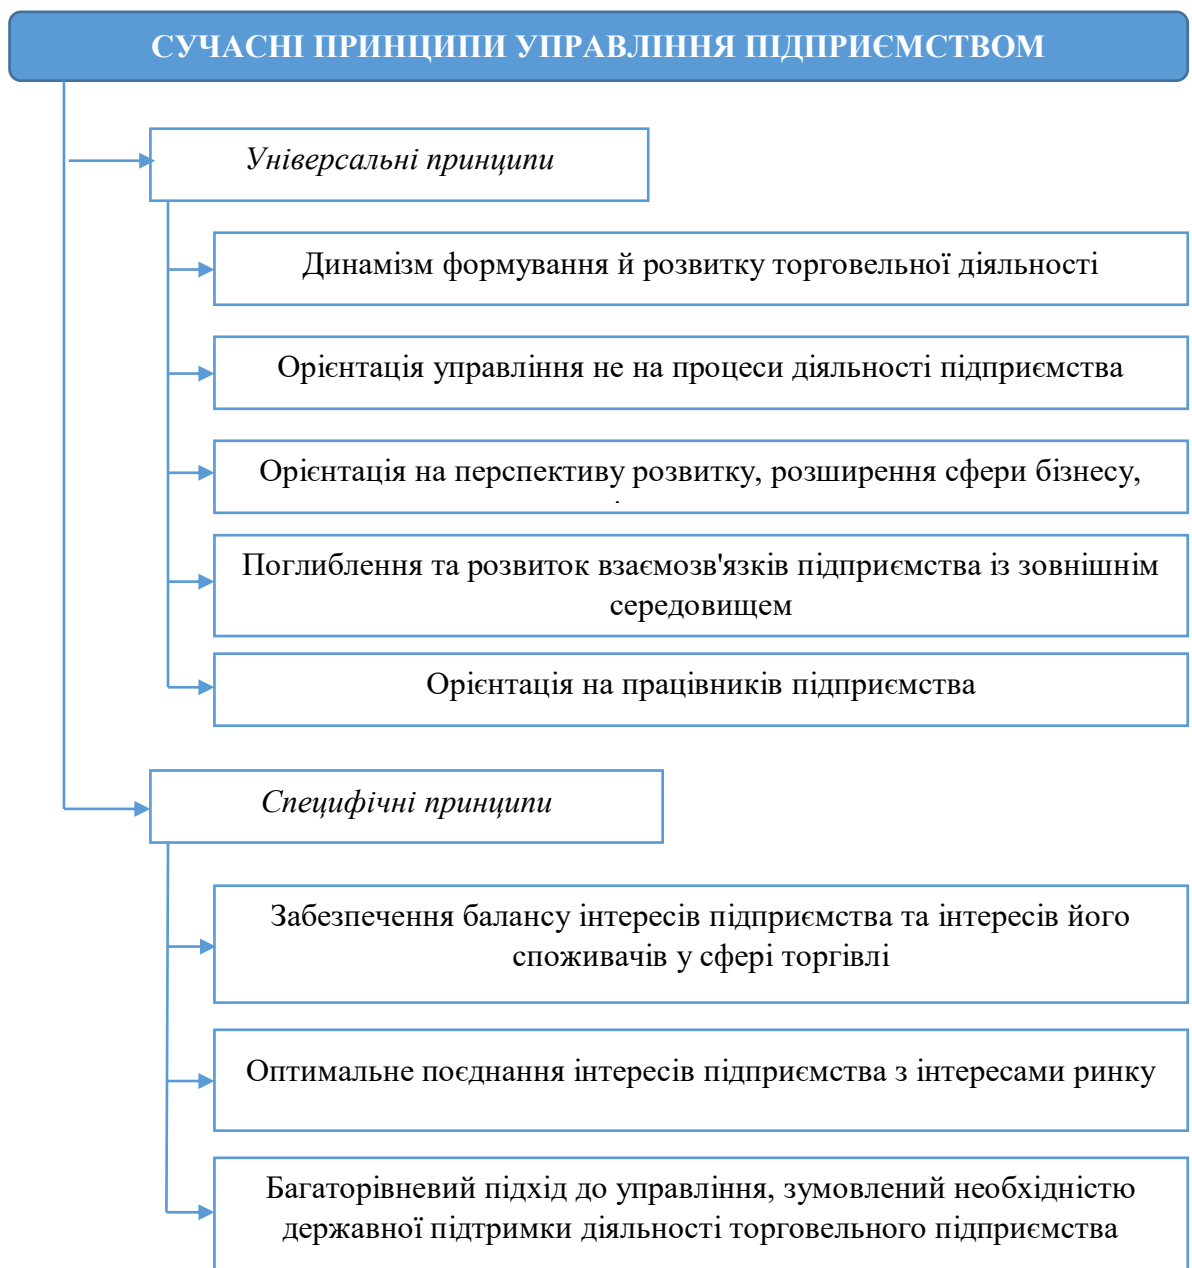 СУЧАСНІ ПРИНЦИПИ УПРАВЛІННЯ ПІДПРИЄМСТВОМ
Універсальні принципи
Динамізм формування й розвитку торговельної діяльності
Орієнтація управління не на процеси діяльності підприємства
Орієнтація на перспективу розвитку, розширення сфери бізнесу,
Поглиблення та розвиток взаємозв'язків підприємства із зовнішнім
середовищем
Орієнтація на працівників підприємства
Специфічні принципи
Забезпечення балансу інтересів підприємства та інтересів його
споживачів у сфері торгівлі
Оптимальне поєднання інтересів підприємства з інтересами ринку
Багаторівневий підхід до управління, зумовлений необхідністю
державної підтримки діяльності торговельного підприємства